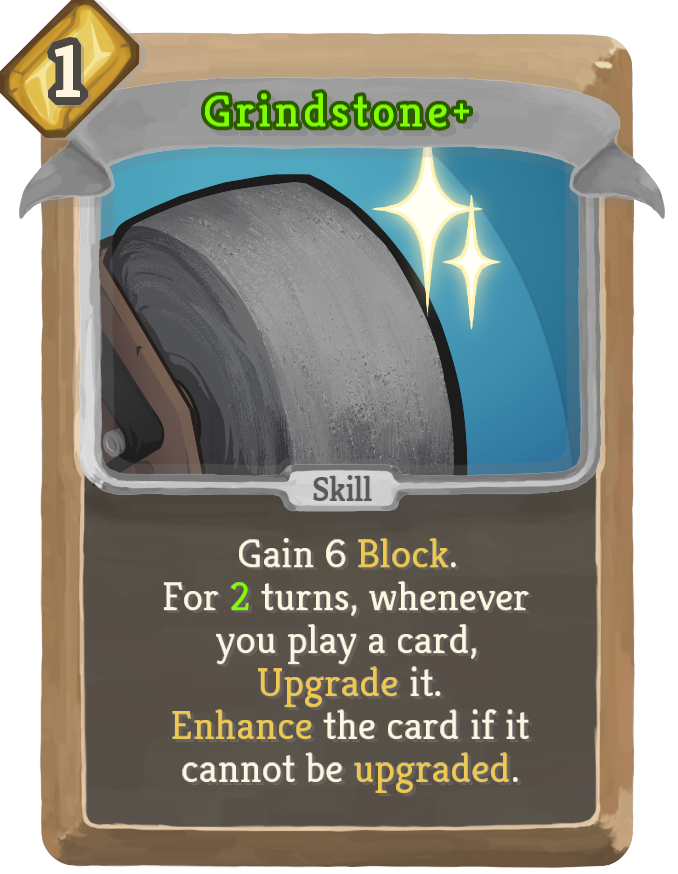 1
Grindstone+
Skill
Gain 6 Block.
For 2 turns, whenever
you play a card,
Upgrade it.
Enhance the card if it
cannot be upgraded.